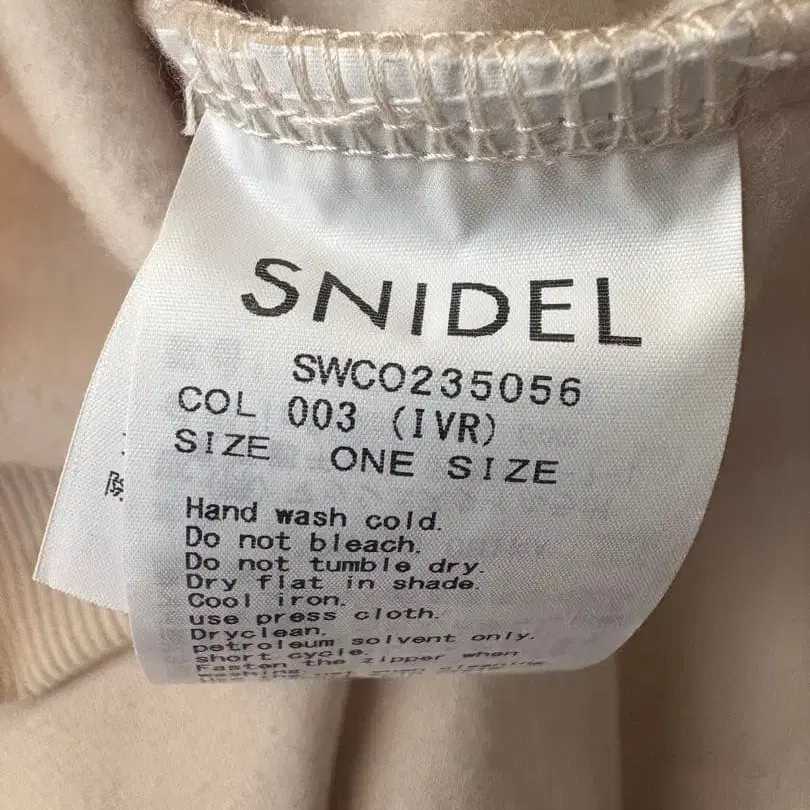 SNIDEL
SWCO235056
COL 003 (IVR)
SIZE ONE SIZE
Hand wash cold.
Do not bleach.
Do not tumble dry.
Dry flat in shade.
Cool iron.
use press cloth.
Dryclean.
petroleum solvent only.
short cycle.
Fasten the zipper when
washing.